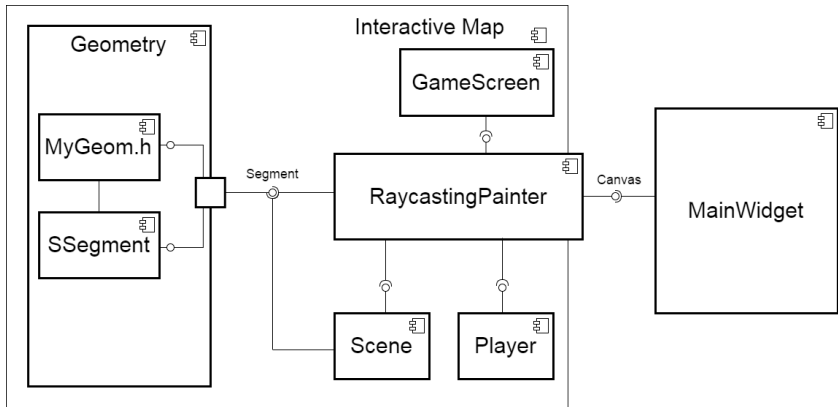 Interactive Map
Geometry
GameScreen
MyGeom.h
Segment
RaycastingPainter
Canvas
MainWidget
SSegment
Scene
Player